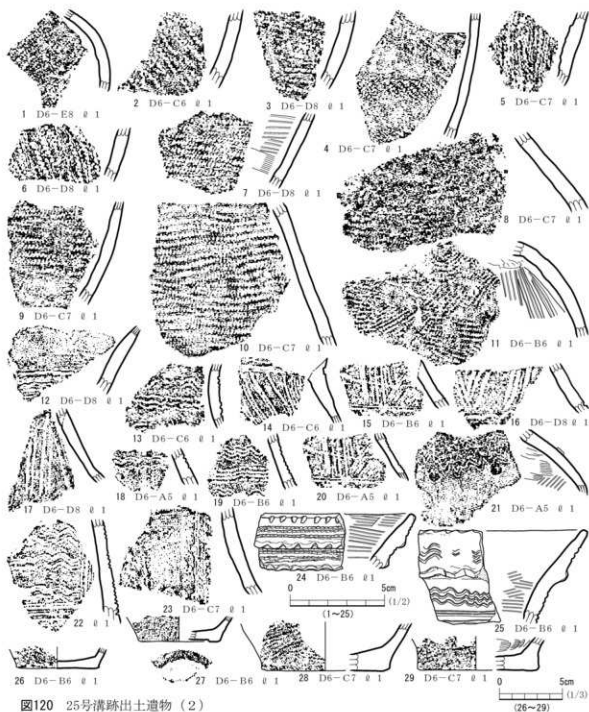 1 D6-E8 ℓ1
2 D6-C6 ℓ1
3 D6-D8 ℓ1
4 D6-C7 ℓ1
5 D6-C7 ℓ1
6 D6-D8 ℓ1
7 D6-D8 ℓ1
8 D6-C7 ℓ1
9 D6-C7 ℓ1
10 D6-C7 ℓ1
11 D6-B6 ℓ1
12 D6-D8 ℓ1
13 D6-C6 ℓ1
14 D6-C6 ℓ1
15 D6-B6 ℓ1
16 D6-D8 ℓ1
17 D6-D8 ℓ1
18 D6-A5 ℓ1
19 D6-B6 ℓ1
20 D6-A5 ℓ1
21 D6-A5 ℓ1
22 ℓ1
23 D6-C7 ℓ1
24 D6-B6 ℓ1
0 5cm
(1/2)
(1~25)
25 D6-B6 ℓ1
26 D6-B6 ℓ1
27 D6-B6 ℓ1
28 D6-C7 ℓ1
29 D6-C7 ℓ1
0 5cm
(1/3)
(26~29)
図120 25号溝跡出土遺物(2)